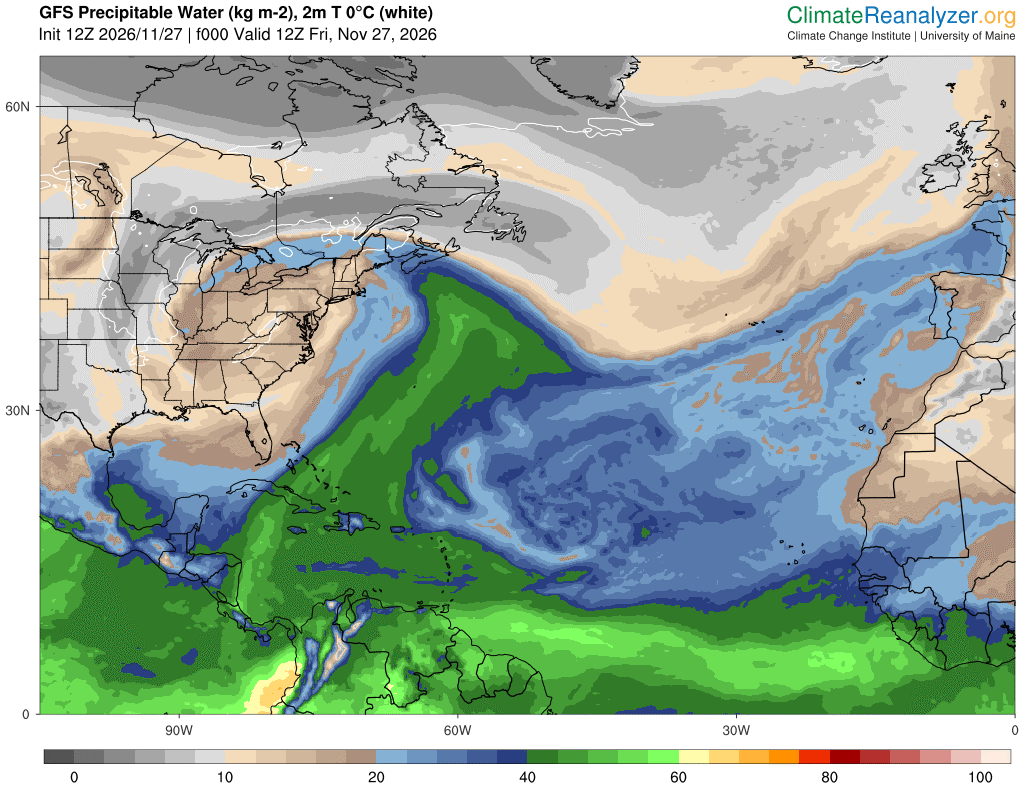 GFS Precipitable Water (kg m-2), 2m T 0°C (white)
Init 12Z 2026/11/27 | f000 Valid 12Z Fri, Nov 27, 2026
ClimateReanalyzer.org
Climate Change Institute | University of Maine
60N
30N
0
90W 60W 30W 0
0 10 20 40 60 80 100